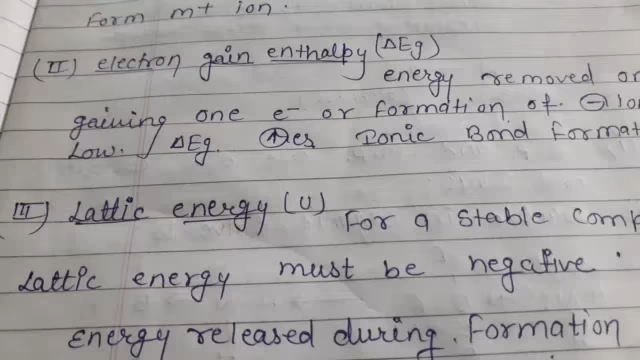 form m+ ion.
(II) electron gain enthalpy (ΔEg)
energy removed on
gaining one e- or formation of ⊖ ion
Low. ΔEg. ↑es Ionic Bond format
III) Lattic energy (U) For a stable comp
Lattic energy must be negative.
Energy released during. Formation